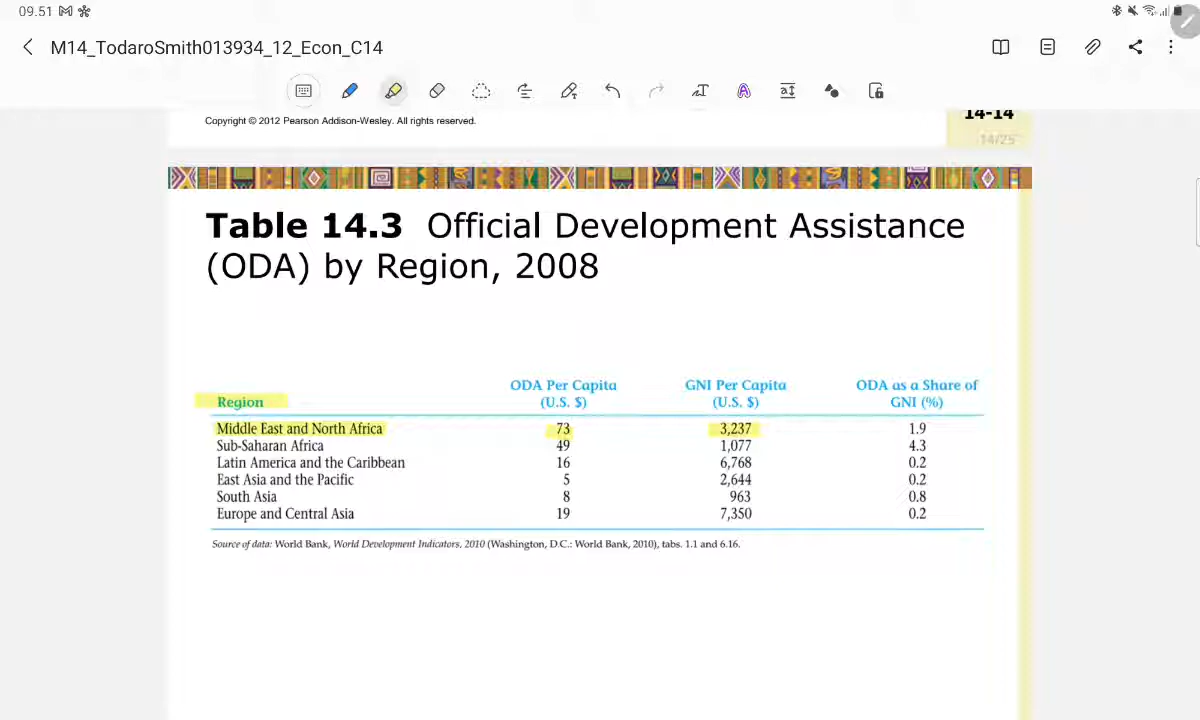 09.51
M14_TodaroSmith013934_12_Econ_C14
Copyright © 2012 Pearson Addison-Wesley. All rights reserved.
14-14
14/25
Table 14.3 Official Development Assistance
(ODA) by Region, 2008
Region ODA Per Capita (U.S. $) GNI Per Capita (U.S. $) ODA as a Share of GNI (%)
Middle East and North Africa 73 3,237 1.9
Sub-Saharan Africa 49 1,077 4.3
Latin America and the Caribbean 16 6,768 0.2
East Asia and the Pacific 5 2,644 0.2
South Asia 8 963 0.8
Europe and Central Asia 19 7,350 0.2
Source of data: World Bank, World Development Indicators, 2010 (Washington, D.C.: World Bank, 2010), tabs. 1.1 and 6.16.